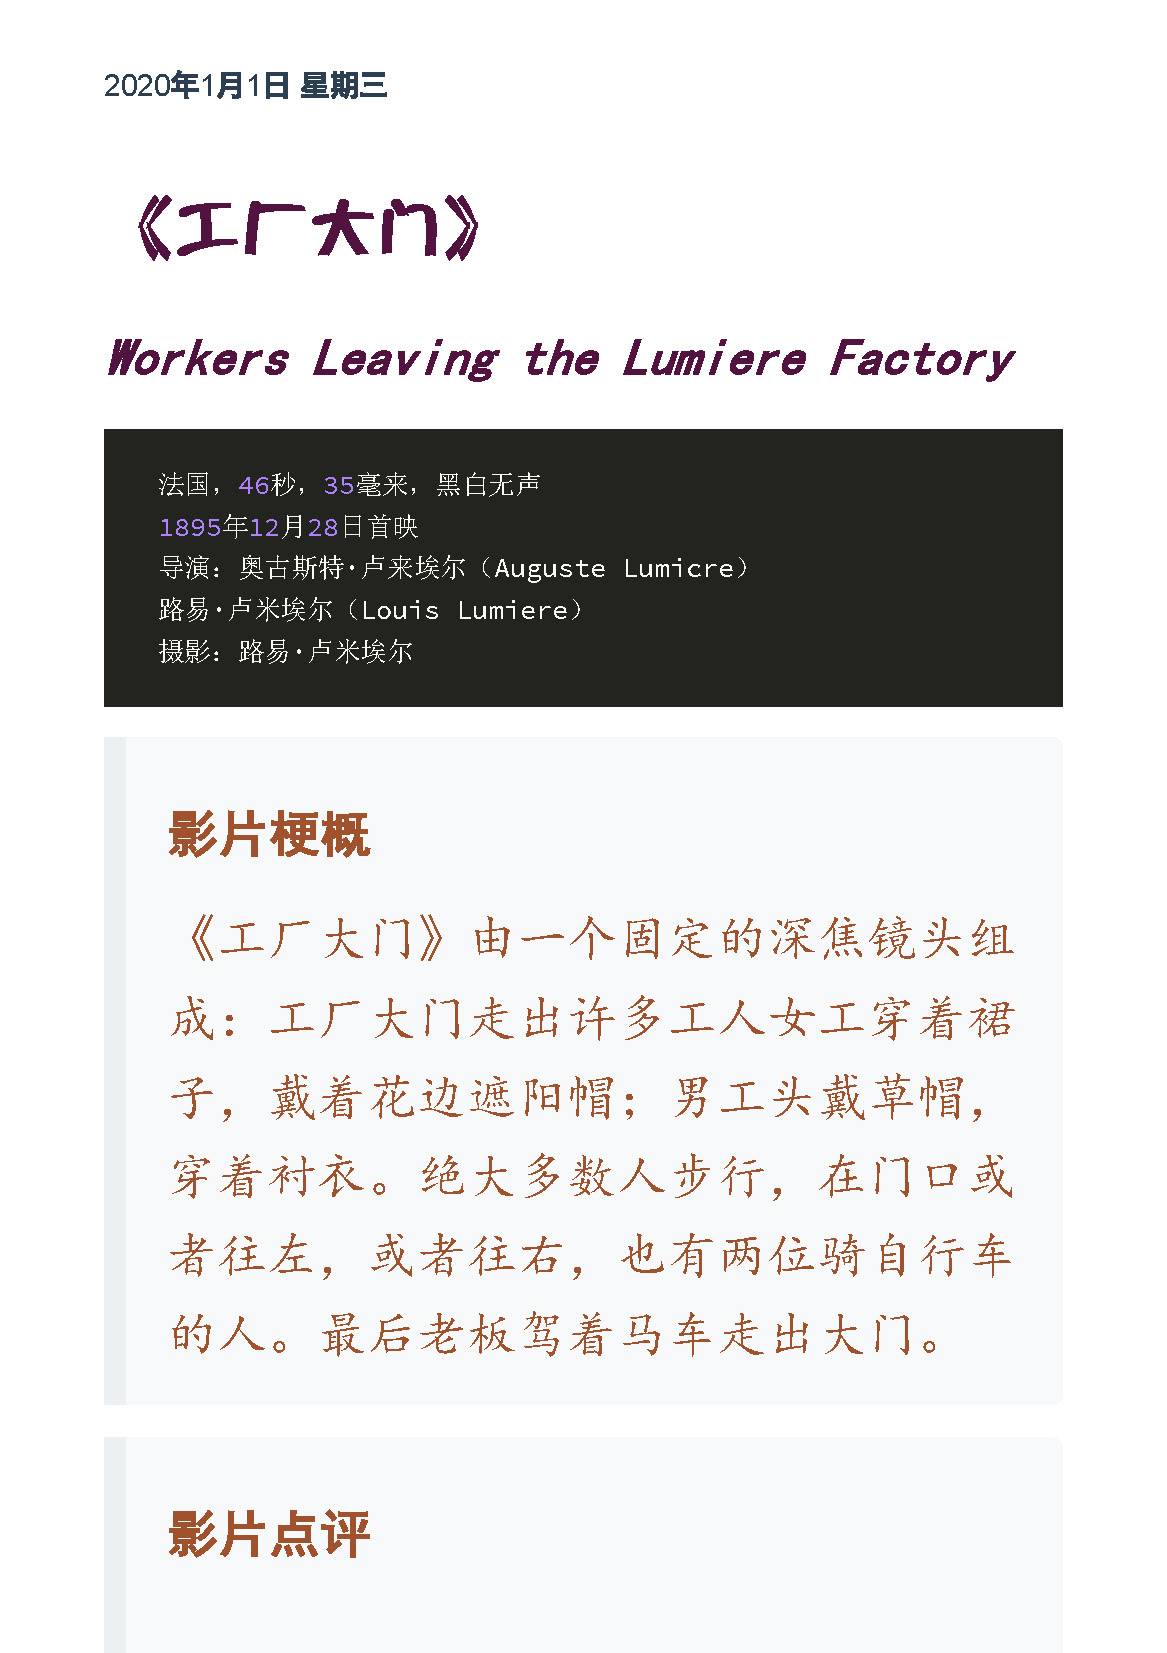 2020年1月1日 星期三
《工厂大门》
Workers Leaving the Lumiere Factory
法国，46秒，35毫来，黑白无声
1895年12月28日首映
导演：奥古斯特·卢来埃尔（Auguste Lumicre）
路易·卢米埃尔（Louis Lumiere）
摄影：路易·卢米埃尔
影片梗概
《工厂大门》由一个固定的深焦镜头组
成：工厂大门走出许多工人女工穿着裙
子，戴着花边遮阳帽；男工头戴草帽，
穿着衬衣。绝大多数人步行，在门口或
者往左，或者往右，也有两位骑自行车
的人。最后老板驾着马车走出大门。
影片点评